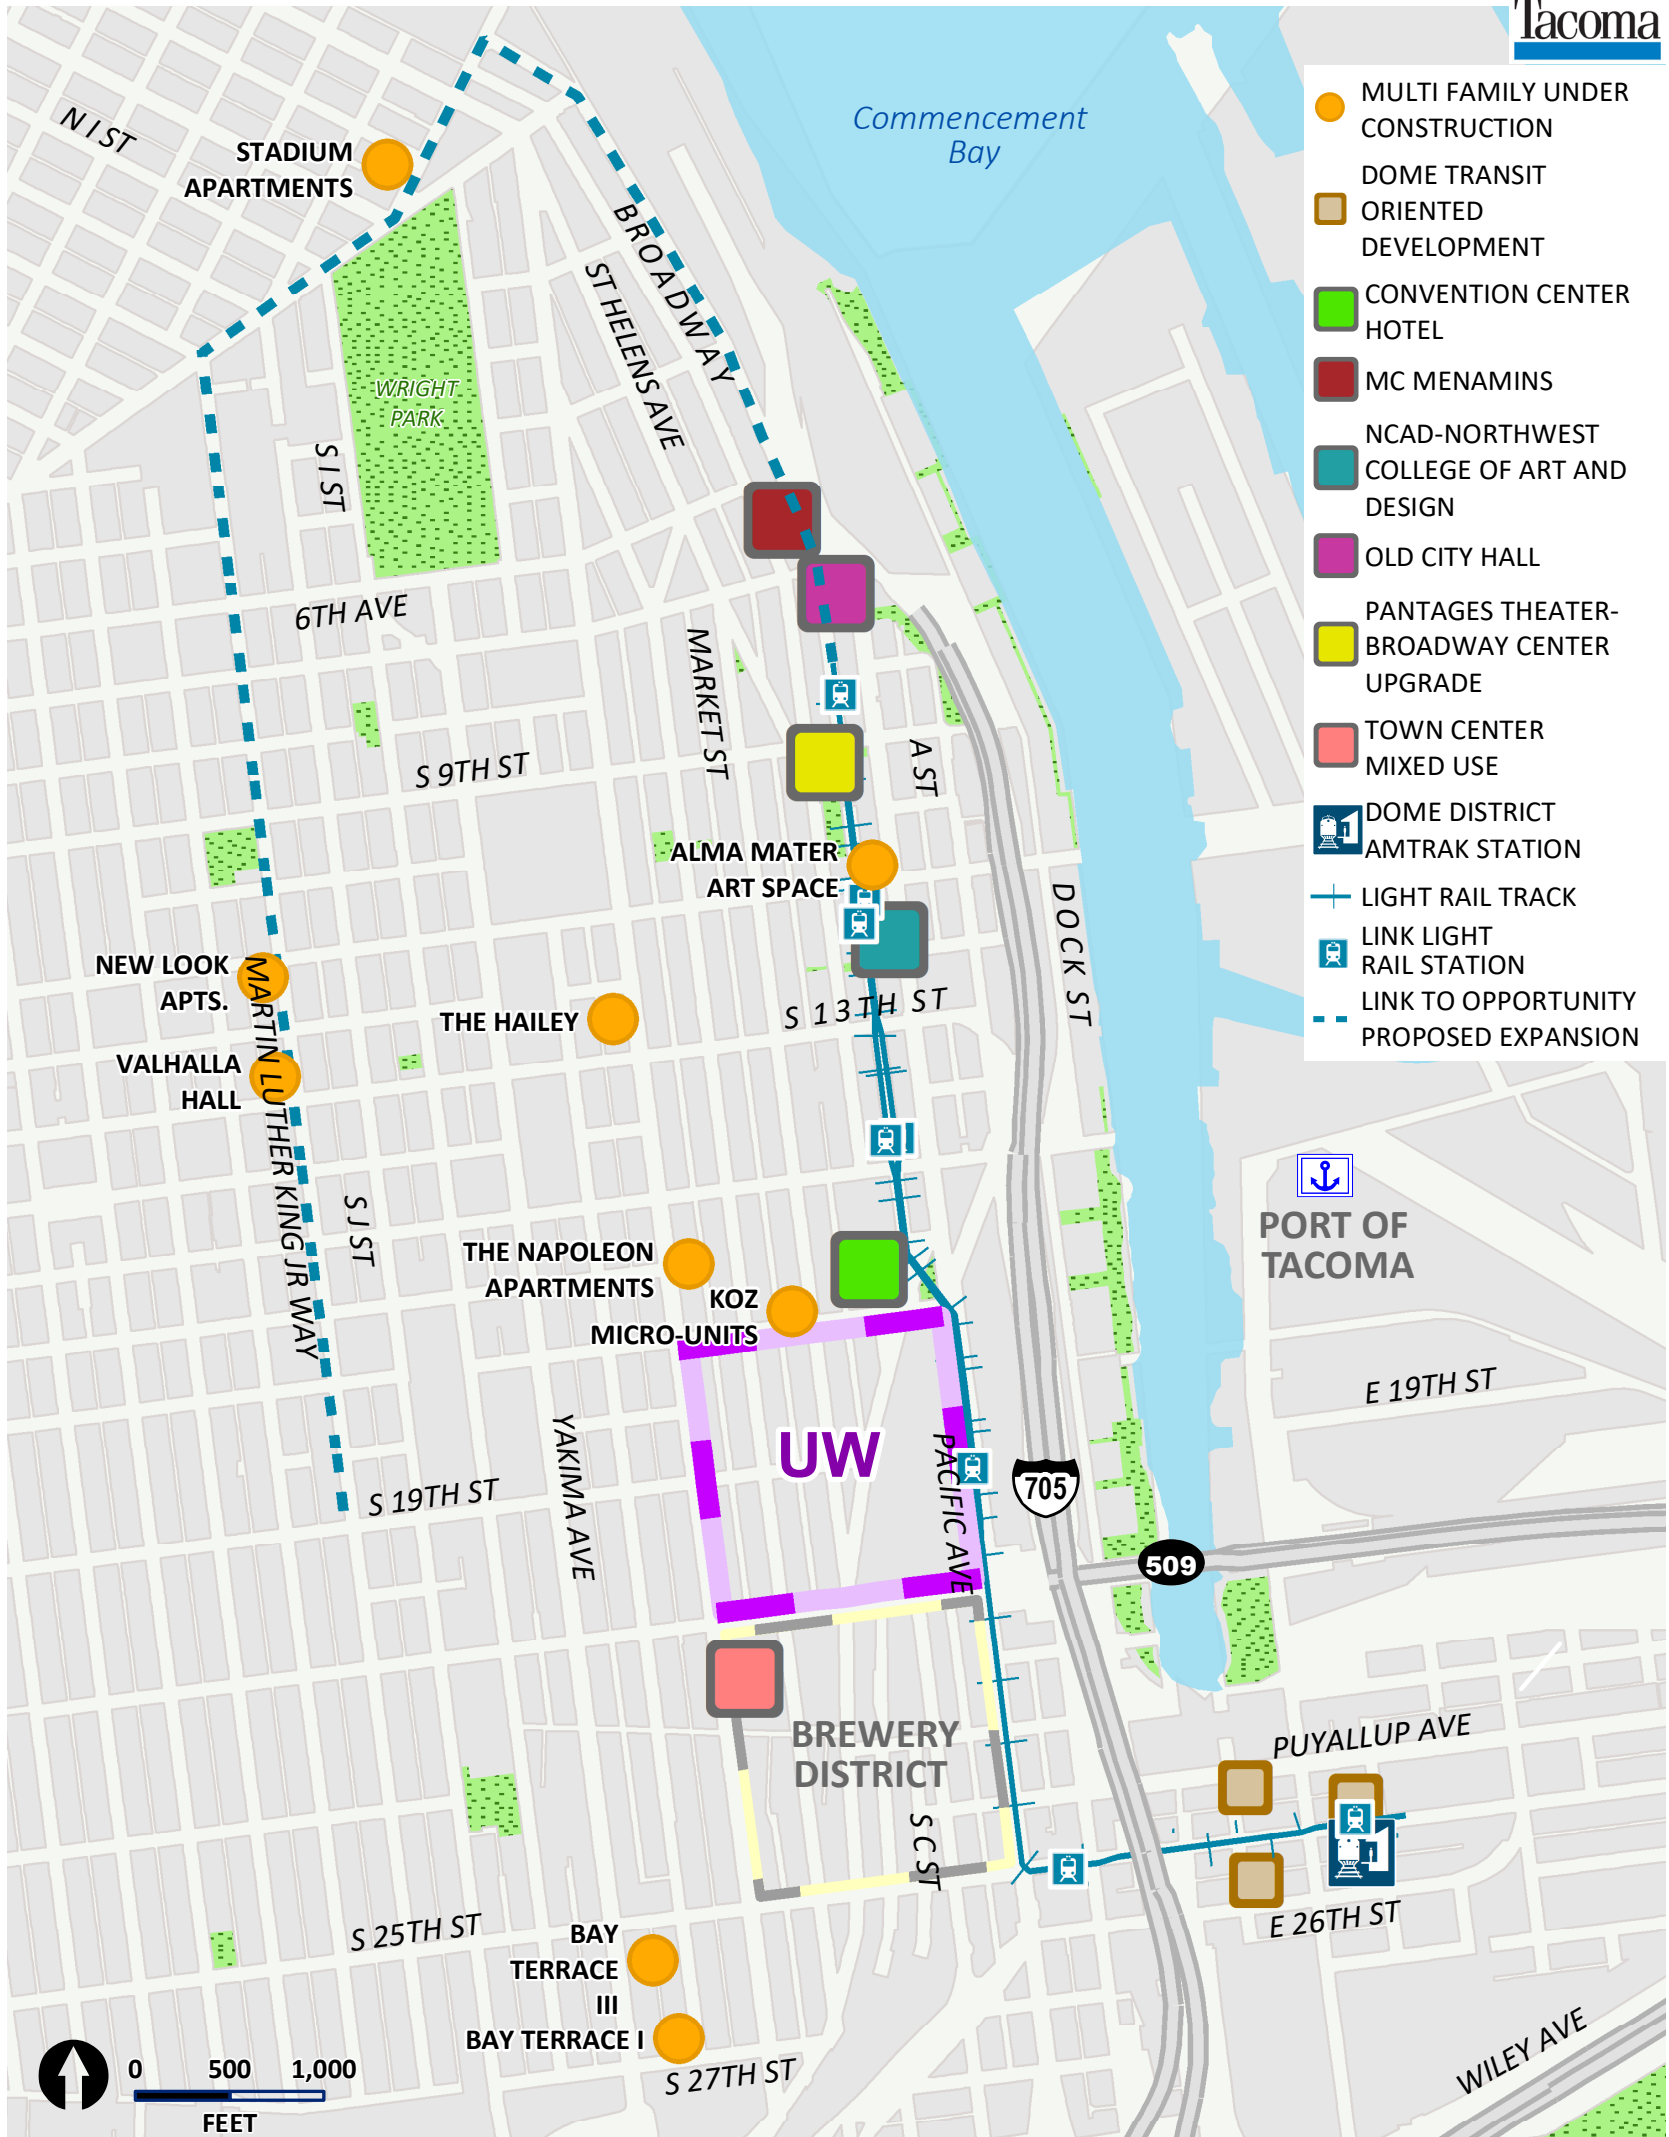 Tacoma
MULTI FAMILY UNDER
CONSTRUCTION
DOME TRANSIT
ORIENTED
DEVELOPMENT
CONVENTION CENTER
HOTEL
MC MENAMINS
NCAD-NORTHWEST
COLLEGE OF ART AND
DESIGN
OLD CITY HALL
PANTAGES THEATER-
BROADWAY CENTER
UPGRADE
TOWN CENTER
MIXED USE
DOME DISTRICT
AMTRAK STATION
LIGHT RAIL TRACK
LINK LIGHT
RAIL STATION
LINK TO OPPORTUNITY
PROPOSED EXPANSION
Commencement
Bay
N I ST
STADIUM
APARTMENTS
BROADWAY
ST HELENS AVE
WRIGHT
PARK
S I ST
6TH AVE
MARKET ST
S 9TH ST
A ST
ALMA MATER
ART SPACE
DOCK ST
NEW LOOK
APTS.
MARTIN LUTHER KING JR WAY
THE HAILEY
S 13TH ST
VALHALLA
HALL
S J ST
PORT OF
TACOMA
THE NAPOLEON
APARTMENTS
KOZ
MICRO-UNITS
E 19TH ST
UW
PACIFIC AVE
YAKIMA AVE
705
S 19TH ST
509
BREWERY
DISTRICT
PUYALLUP AVE
S C ST
E 26TH ST
S 25TH ST
BAY
TERRACE
III
BAY TERRACE I
S 27TH ST
WILEY AVE
0 500 1,000
FEET